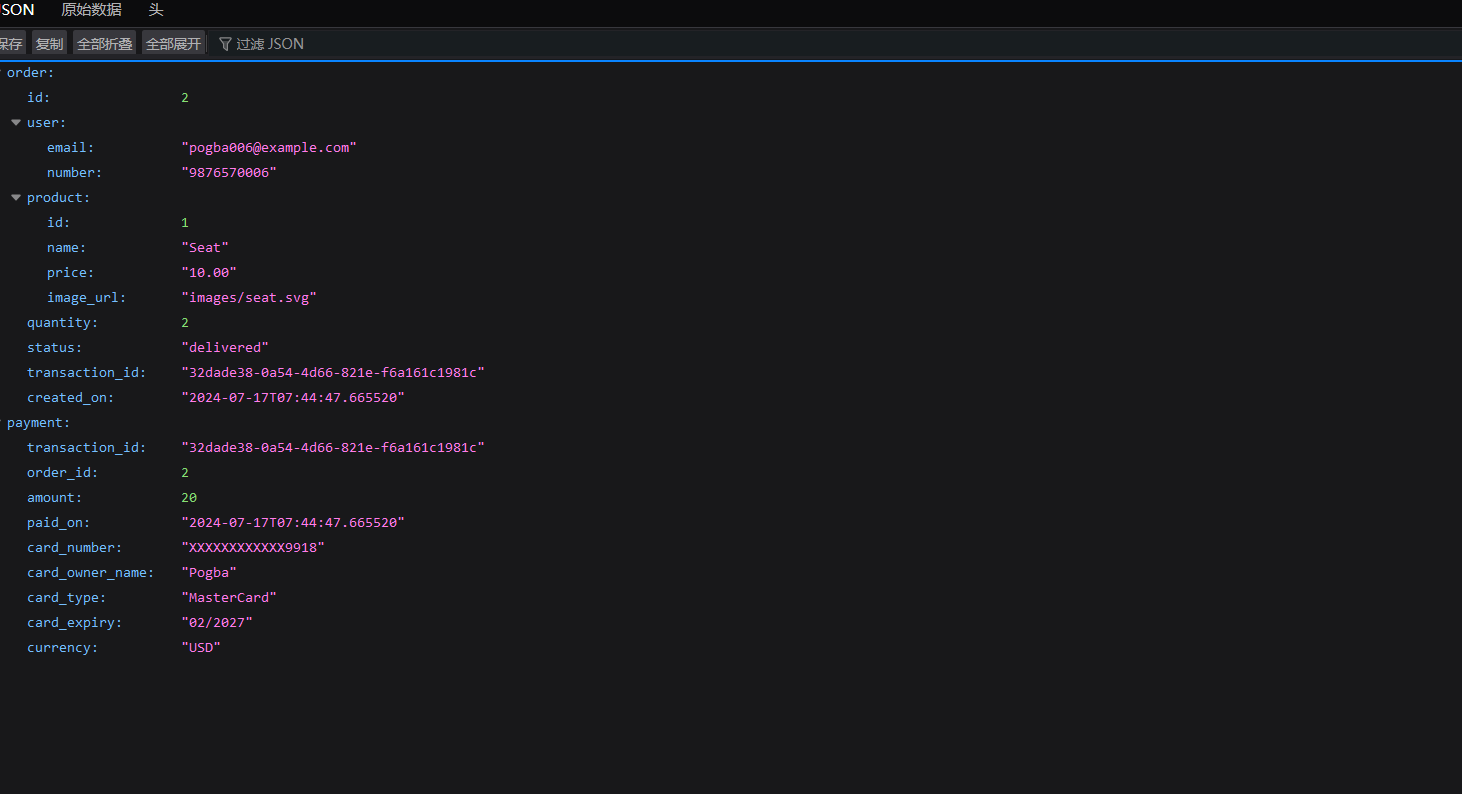 JSON 原始数据 头
保存 复制 全部折叠 全部展开 过滤 JSON
order:
id: 2
user:
email: "pogba006@example.com"
number: "9876570006"
product:
id: 1
name: "Seat"
price: "10.00"
image_url: "images/seat.svg"
quantity: 2
status: "delivered"
transaction_id: "32dade38-0a54-4d66-821e-f6a161c1981c"
created_on: "2024-07-17T07:44:47.665520"
payment:
transaction_id: "32dade38-0a54-4d66-821e-f6a161c1981c"
order_id: 2
amount: 20
paid_on: "2024-07-17T07:44:47.665520"
card_number: "XXXXXXXXXXXX9918"
card_owner_name: "Pogba"
card_type: "MasterCard"
card_expiry: "02/2027"
currency: "USD"